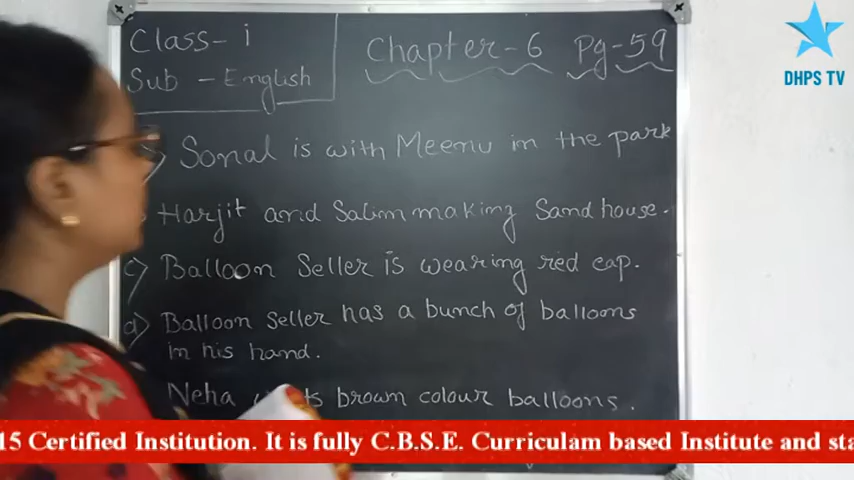 Class- i
Sub - English
Chapter-6 Pg-59
DHPS TV
Sonal is with Meenu in the park
Harjit and Salim making Sand house.
c) Balloon Seller is wearing red cap.
d) Balloon Seller has a bunch of balloons
in his hand.
Neha brown colour balloons.
15 Certified Institution. It is fully C.B.S.E. Curriculam based Institute and sta